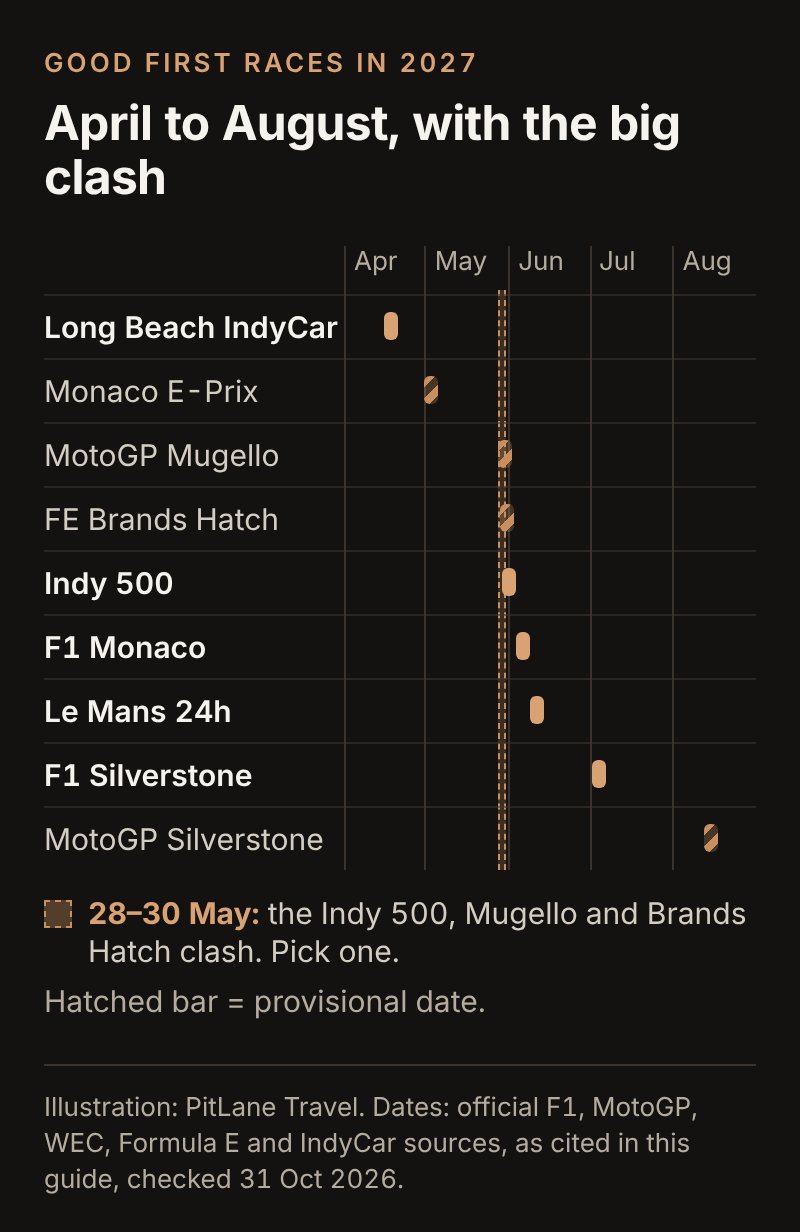 GOOD FIRST RACES IN 2027
April to August, with the big
clash
Apr May Jun Jul Aug
Long Beach IndyCar
Monaco E-Prix
MotoGP Mugello
FE Brands Hatch
Indy 500
F1 Monaco
Le Mans 24h
F1 Silverstone
MotoGP Silverstone
28–30 May: the Indy 500, Mugello and Brands
Hatch clash. Pick one.
Hatched bar = provisional date.
Illustration: PitLane Travel. Dates: official F1, MotoGP,
WEC, Formula E and IndyCar sources, as cited in this
guide, checked 31 Oct 2026.